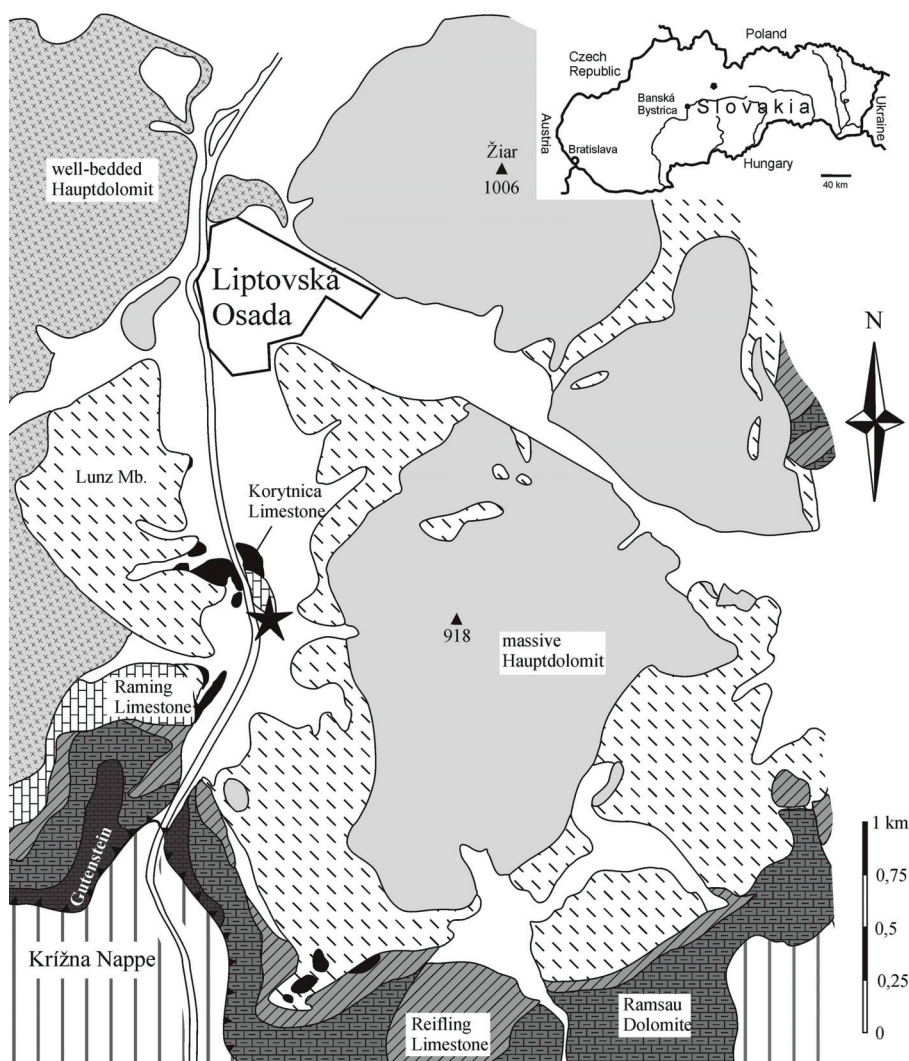 Poland
Czech
Republic
Banská
Bystrica
Slovakia
Ukraine
Austria
Bratislava
Hungary
40 km
Žiar
1006
well-bedded
Hauptdolomit
Liptovská
Osada
N
Lunz Mb.
Korytnica
Limestone
918
massive
Hauptdolomit
Raming
Limestone
Gutenstein
1 km
0,75
0,5
0,25
0
Krížna Nappe
Reifling
Limestone
Ramsau
Dolomite